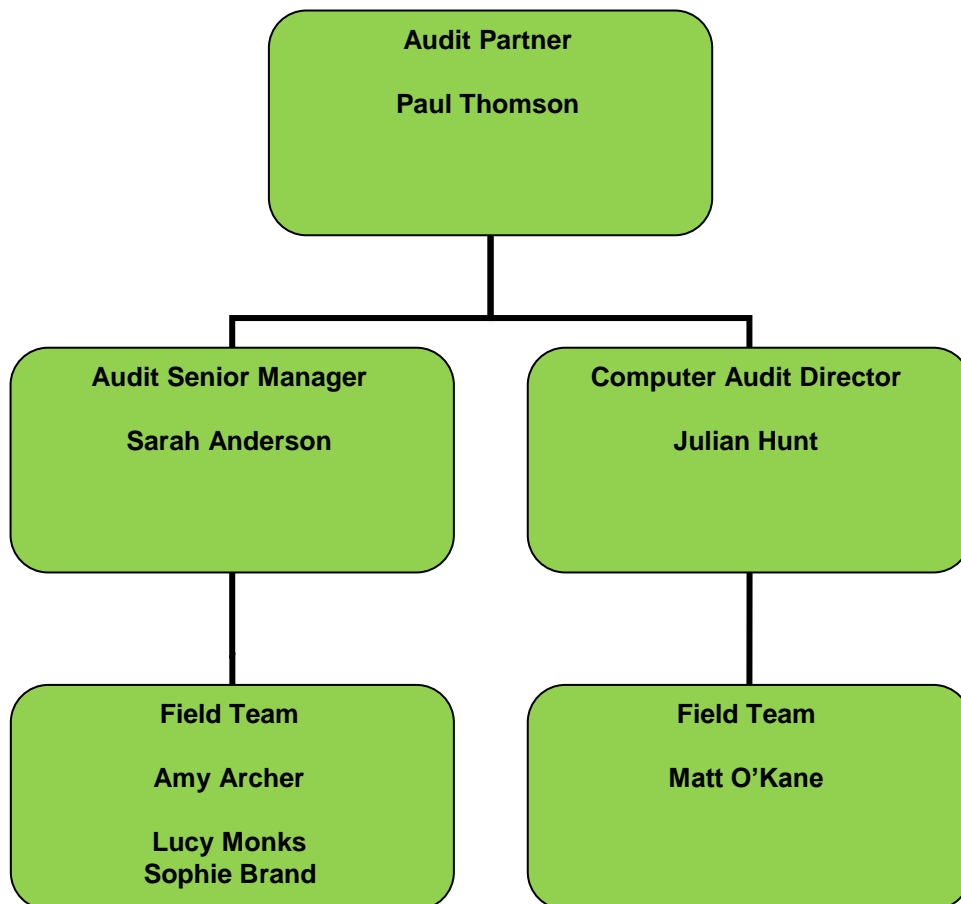 Audit Partner
Paul Thomson
Audit Senior Manager
Sarah Anderson
Computer Audit Director
Julian Hunt
Field Team
Amy Archer
Lucy Monks
Sophie Brand
Field Team
Matt O’Kane